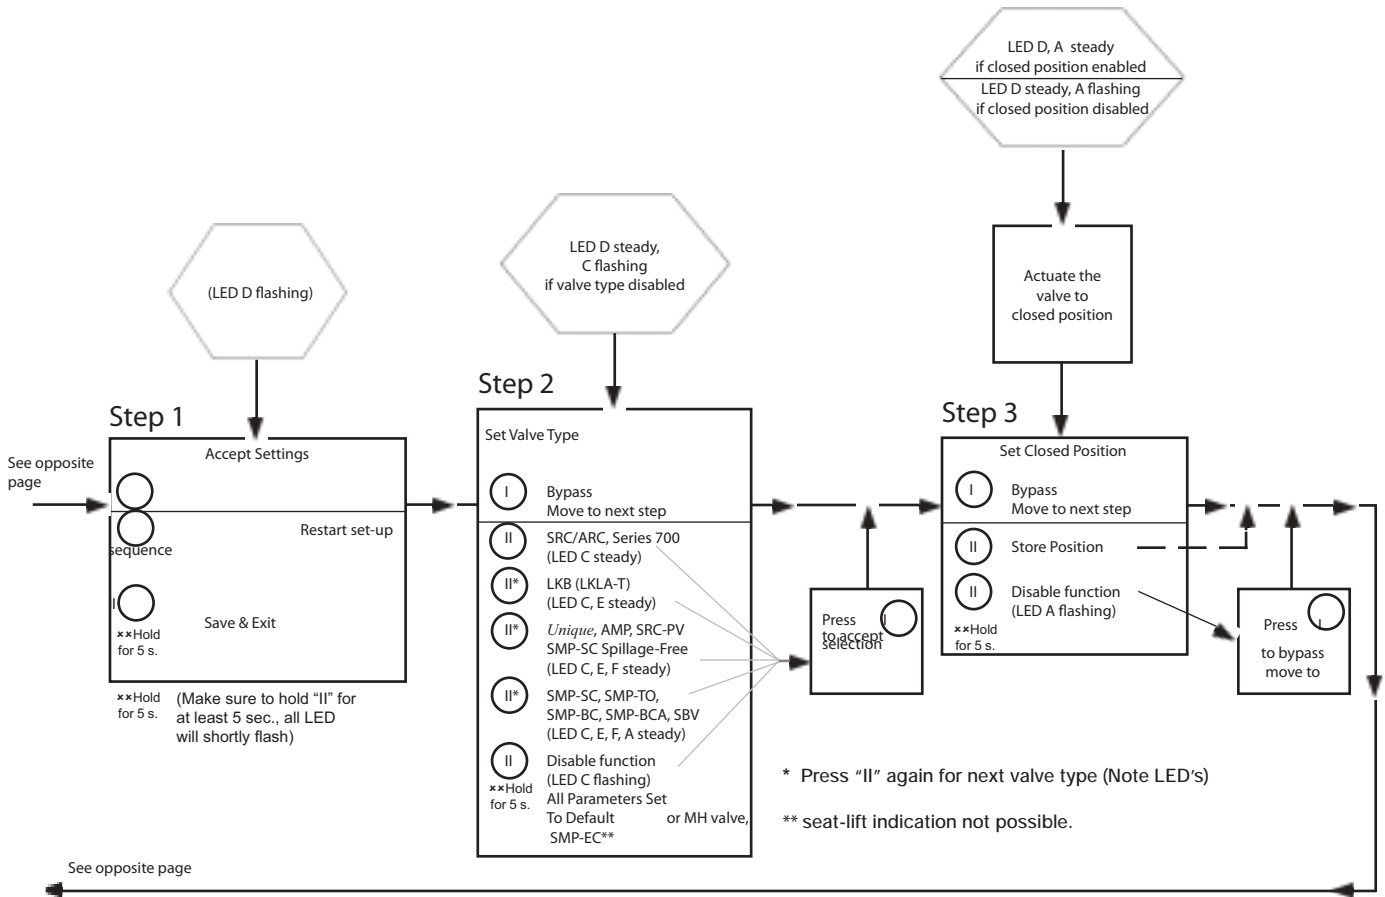 LED D, A steady
if closed position enabled
LED D steady, A flashing
if closed position disabled
LED D steady,
C flashing
if valve type disabled
(LED D flashing)
Actuate the
valve to
closed position
See opposite
page
Step 1
Accept Settings
Restart set-up
sequence
I
Save & Exit
××Hold
for 5 s.
××Hold
for 5 s.
(Make sure to hold “II” for
at least 5 sec., all LED
will shortly flash)
Step 2
Set Valve Type
I Bypass
Move to next step
II SRC/ARC, Series 700
(LED C steady)
II* LKB (LKLA-T)
(LED C, E steady)
II* Unique, AMP, SRC-PV
SMP-SC Spillage-Free
(LED C, E, F steady)
II* SMP-SC, SMP-TO,
SMP-BC, SMP-BCA, SBV
(LED C, E, F, A steady)
II Disable function
(LED C flashing)
××Hold
for 5 s.
All Parameters Set
To Default or MH valve,
SMP-EC**
Press I
to accept
selection
Step 3
Set Closed Position
I Bypass
Move to next step
II Store Position
II Disable function
(LED A flashing)
××Hold
for 5 s.
Press I
to bypass
move to
* Press “II” again for next valve type (Note LED's)
** seat-lift indication not possible.
See opposite page